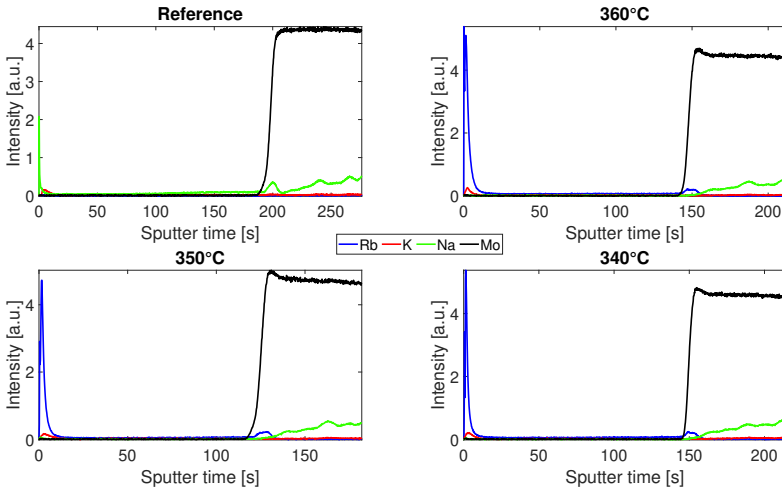 Reference
Intensity [a.u.]
4
2
1
0
0 50 100 150 200 250
Sputter time [s]
360°C
Intensity [a.u.]
4
2
0
0 50 100 150 200
Sputter time [s]
Rb K Na Mo
350°C
Intensity [a.u.]
4
2
0
0 50 100 150
Sputter time [s]
340°C
Intensity [a.u.]
4
2
0
0 50 100 150 200
Sputter time [s]